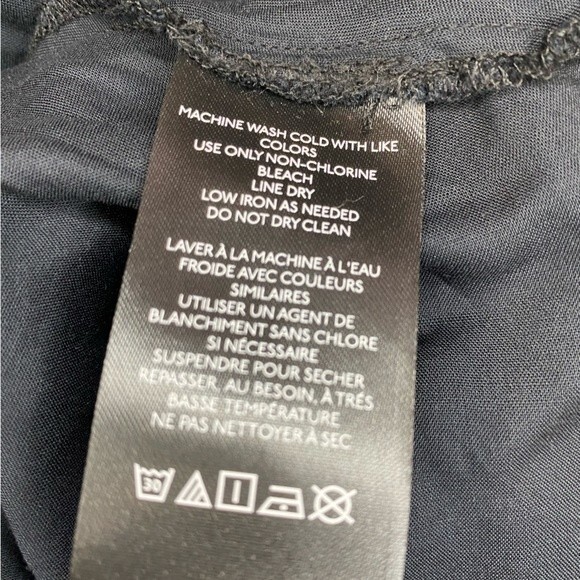 MACHINE WASH COLD WITH LIKE
COLORS
USE ONLY NON-CHLORINE
BLEACH
LINE DRY
LOW IRON AS NEEDED
DO NOT DRY CLEAN
LAVER À LA MACHINE À L'EAU
FROIDE AVEC COULEURS
SIMILAIRES
UTILISER UN AGENT DE
BLANCHIMENT SANS CHLORE
SI NÉCESSAIRE
SUSPENDRE POUR SECHER
REPASSER, AU BESOIN, À TRÉS
BASSE TEMPÉRATURE
NE PAS NETTOYER À SEC
30